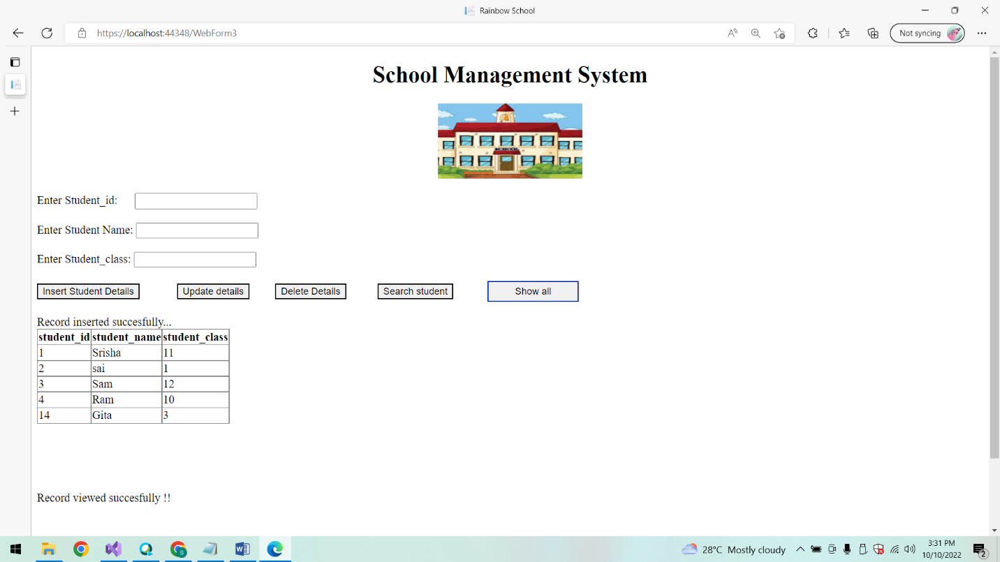 Rainbow School
https://localhost:44348/WebForm3
Not syncing
School Management System
SCHOOL
Enter Student_id:
Enter Student Name:
Enter Student_class:
Insert Student Details Update details Delete Details Search student Show all
Record inserted succesfully...
student_id student_name student_class
1 Srisha 11
2 sai 1
3 Sam 12
4 Ram 10
14 Gita 3
Record viewed succesfully !!
28°C Mostly cloudy
3:31 PM
10/10/2022
2